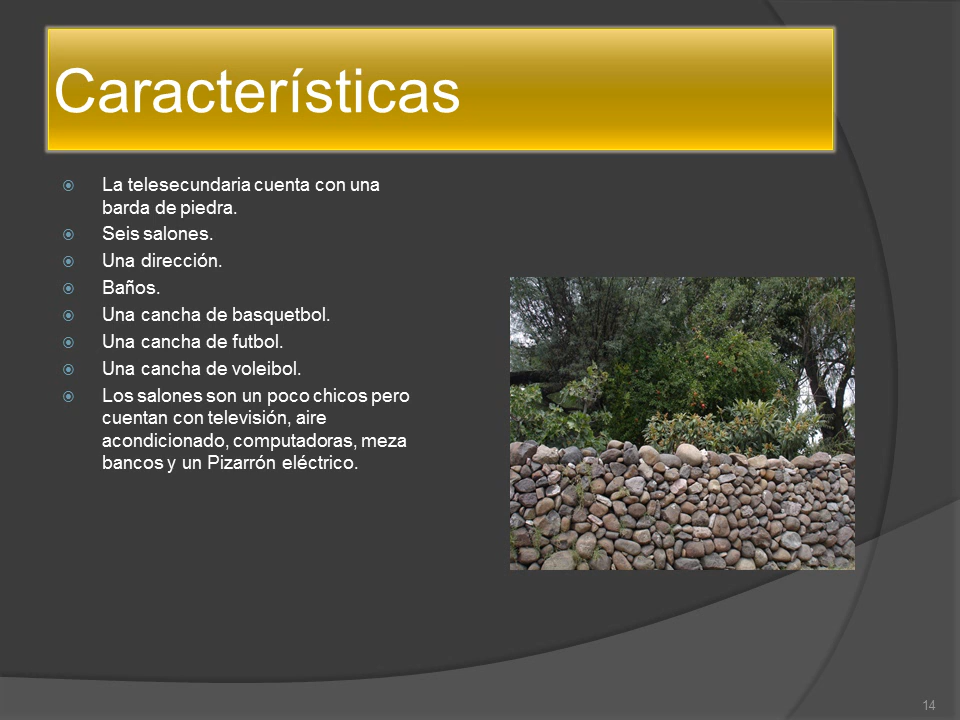 Características
La telesecundaria cuenta con una
barda de piedra.
Seis salones.
Una dirección.
Baños.
Una cancha de basquetbol.
Una cancha de futbol.
Una cancha de voleibol.
Los salones son un poco chicos pero
cuentan con televisión, aire
acondicionado, computadoras, meza
bancos y un Pizarrón eléctrico.
14